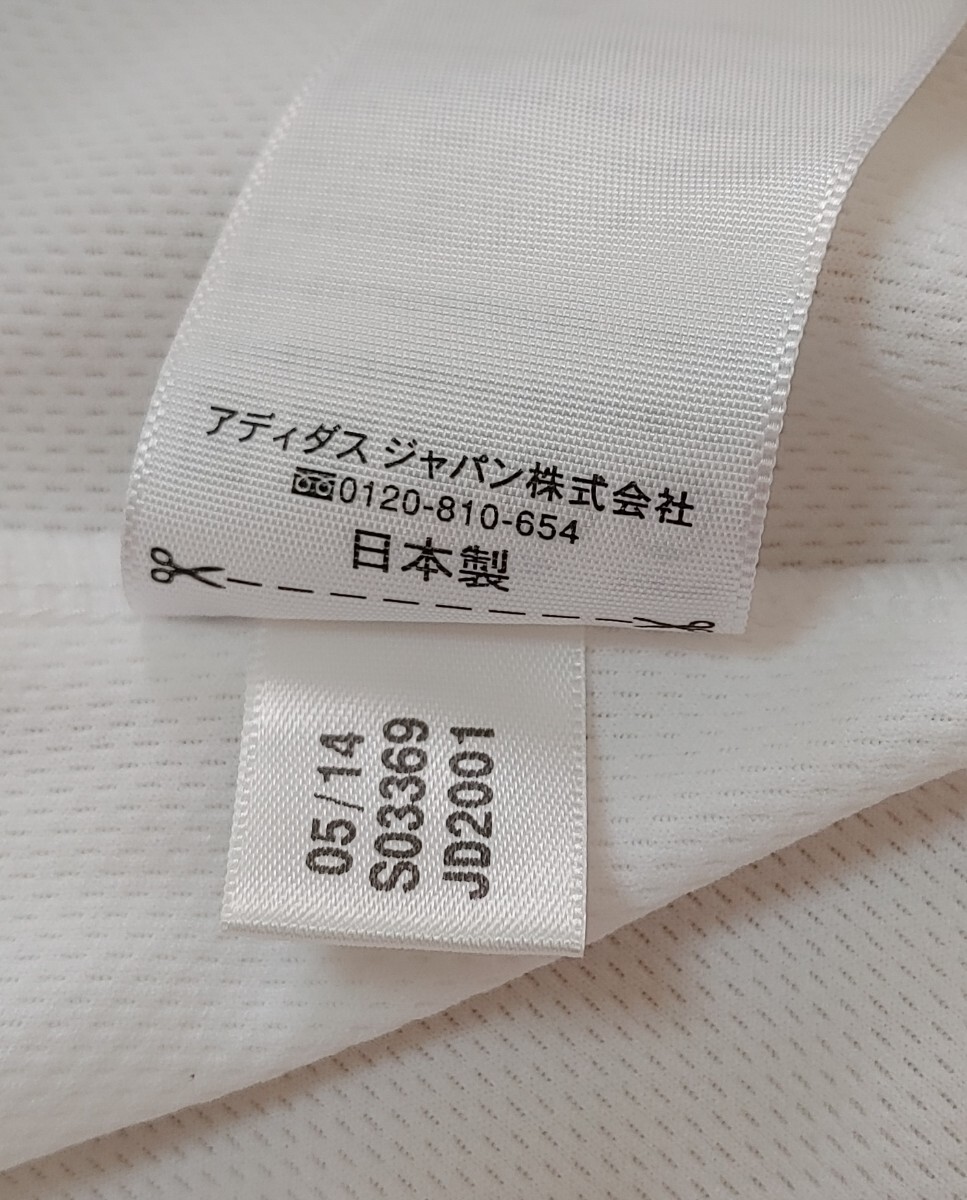 アディダス ジャパン株式会社
0120-810-654
日本製
05/14
S03369
JD2001